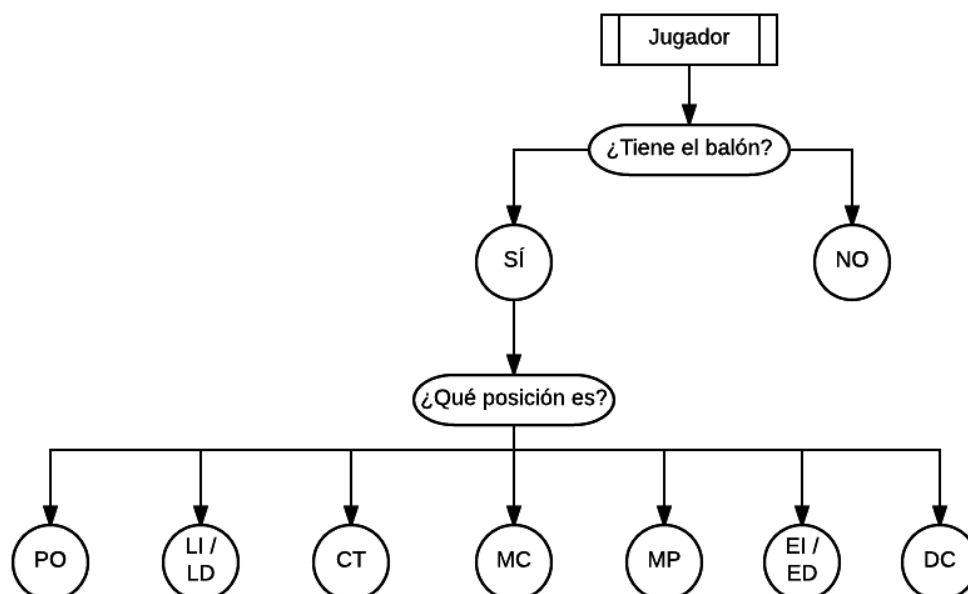 Jugador
¿Tiene el balón?
SÍ
NO
¿Qué posición es?
PO
LI /
LD
CT
MC
MP
EI /
ED
DC